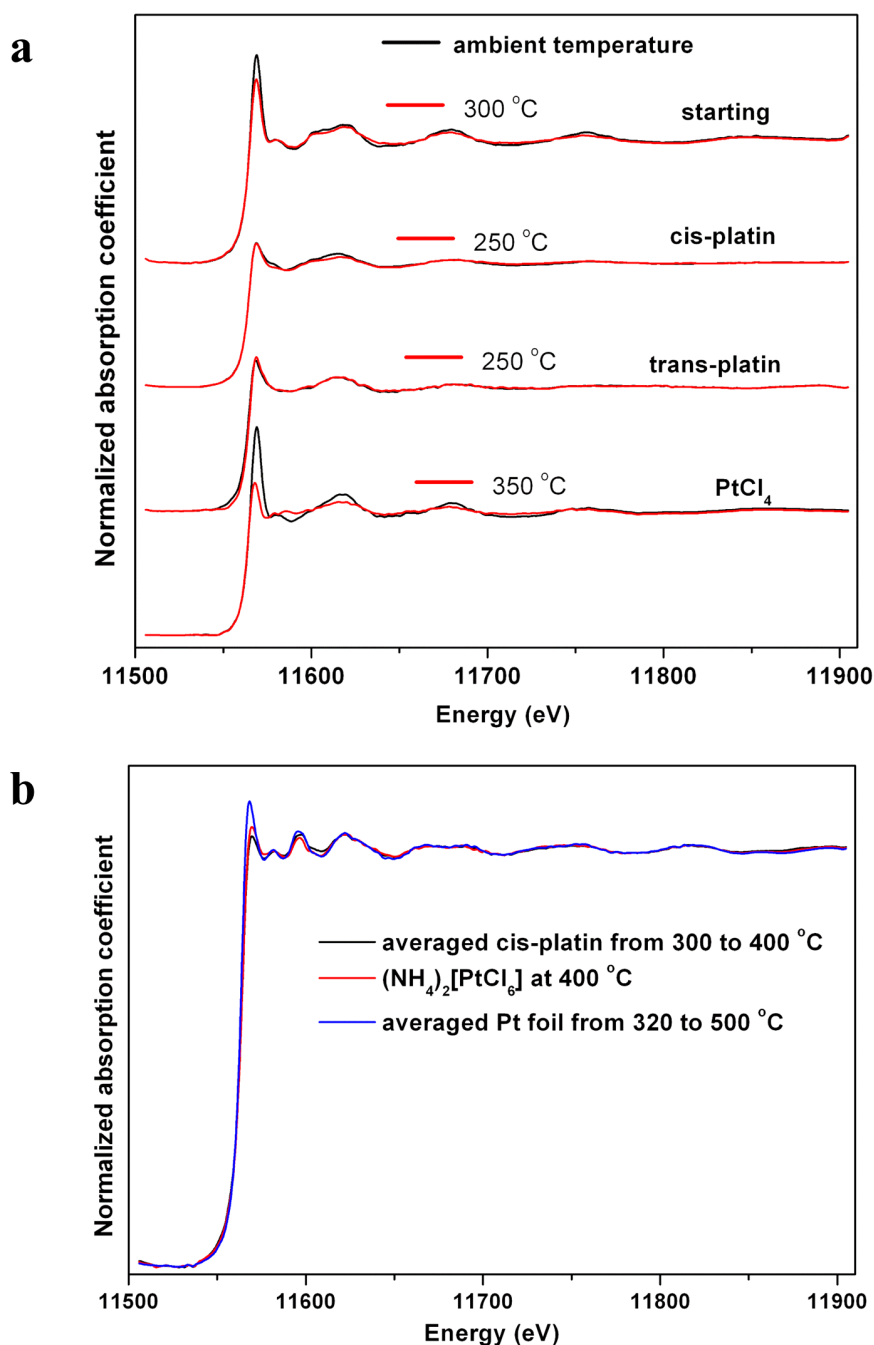 a
ambient temperature
300 °C
starting
250 °C
cis-platin
250 °C
trans-platin
350 °C
PtCl₄
Normalized absorption coefficient
11500 11600 11700 11800 11900
Energy (eV)
b
averaged cis-platin from 300 to 400 °C
(NH₄)₂[PtCl₆] at 400 °C
averaged Pt foil from 320 to 500 °C
Normalized absorption coefficient
11500 11600 11700 11800 11900
Energy (eV)